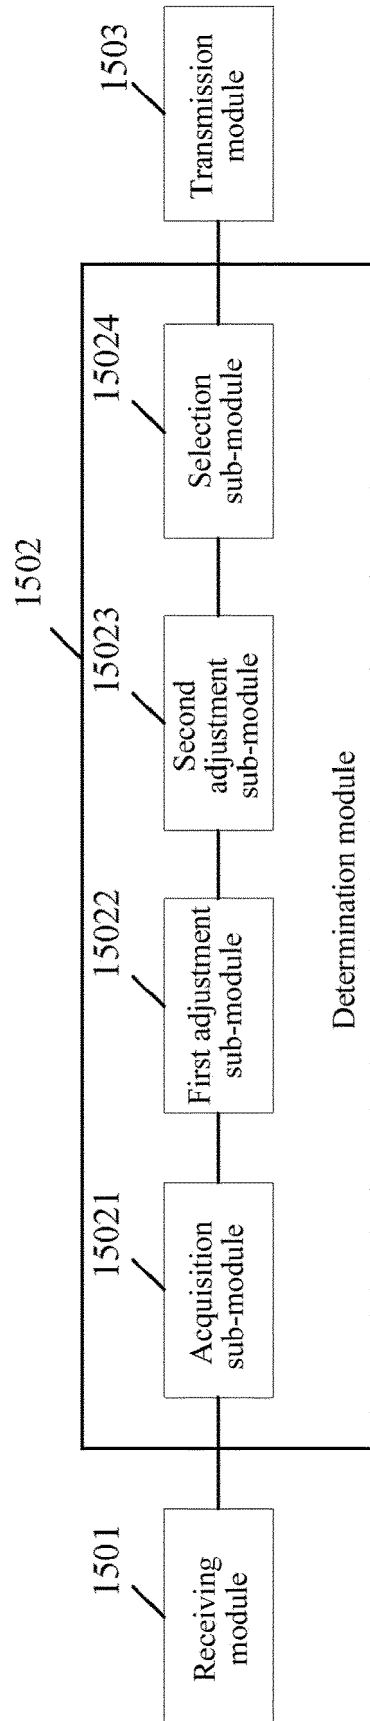 1502
1501
15021
15022
15023
15024
1503
Receiving
module
Acquisition
sub-module
First adjustment
sub-module
Second
adjustment
sub-module
Selection
sub-module
Transmission
module
Determination module